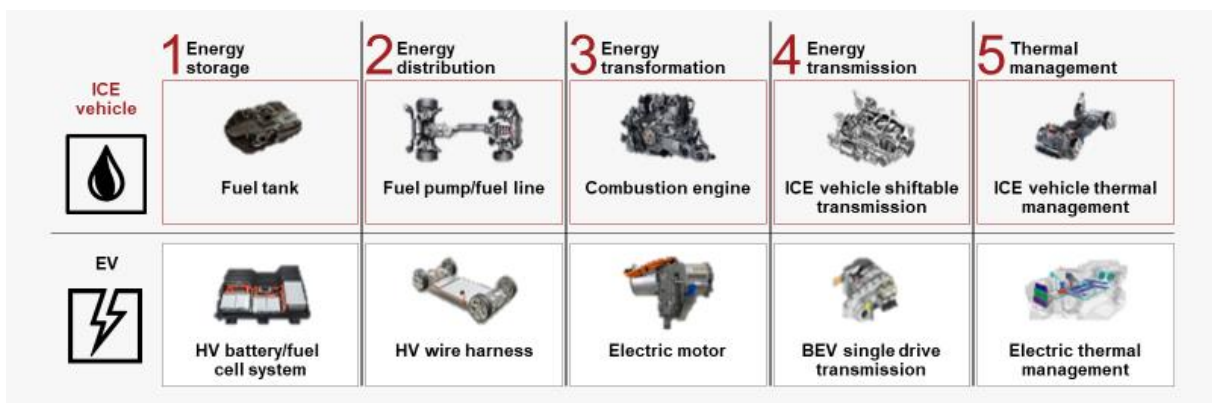 1 Energy
storage
2 Energy
distribution
3 Energy
transformation
4 Energy
transmission
5 Thermal
management
ICE
vehicle
Fuel tank
Fuel pump/fuel line
Combustion engine
ICE vehicle shiftable
transmission
ICE vehicle thermal
management
EV
HV battery/fuel
cell system
HV wire harness
Electric motor
BEV single drive
transmission
Electric thermal
management